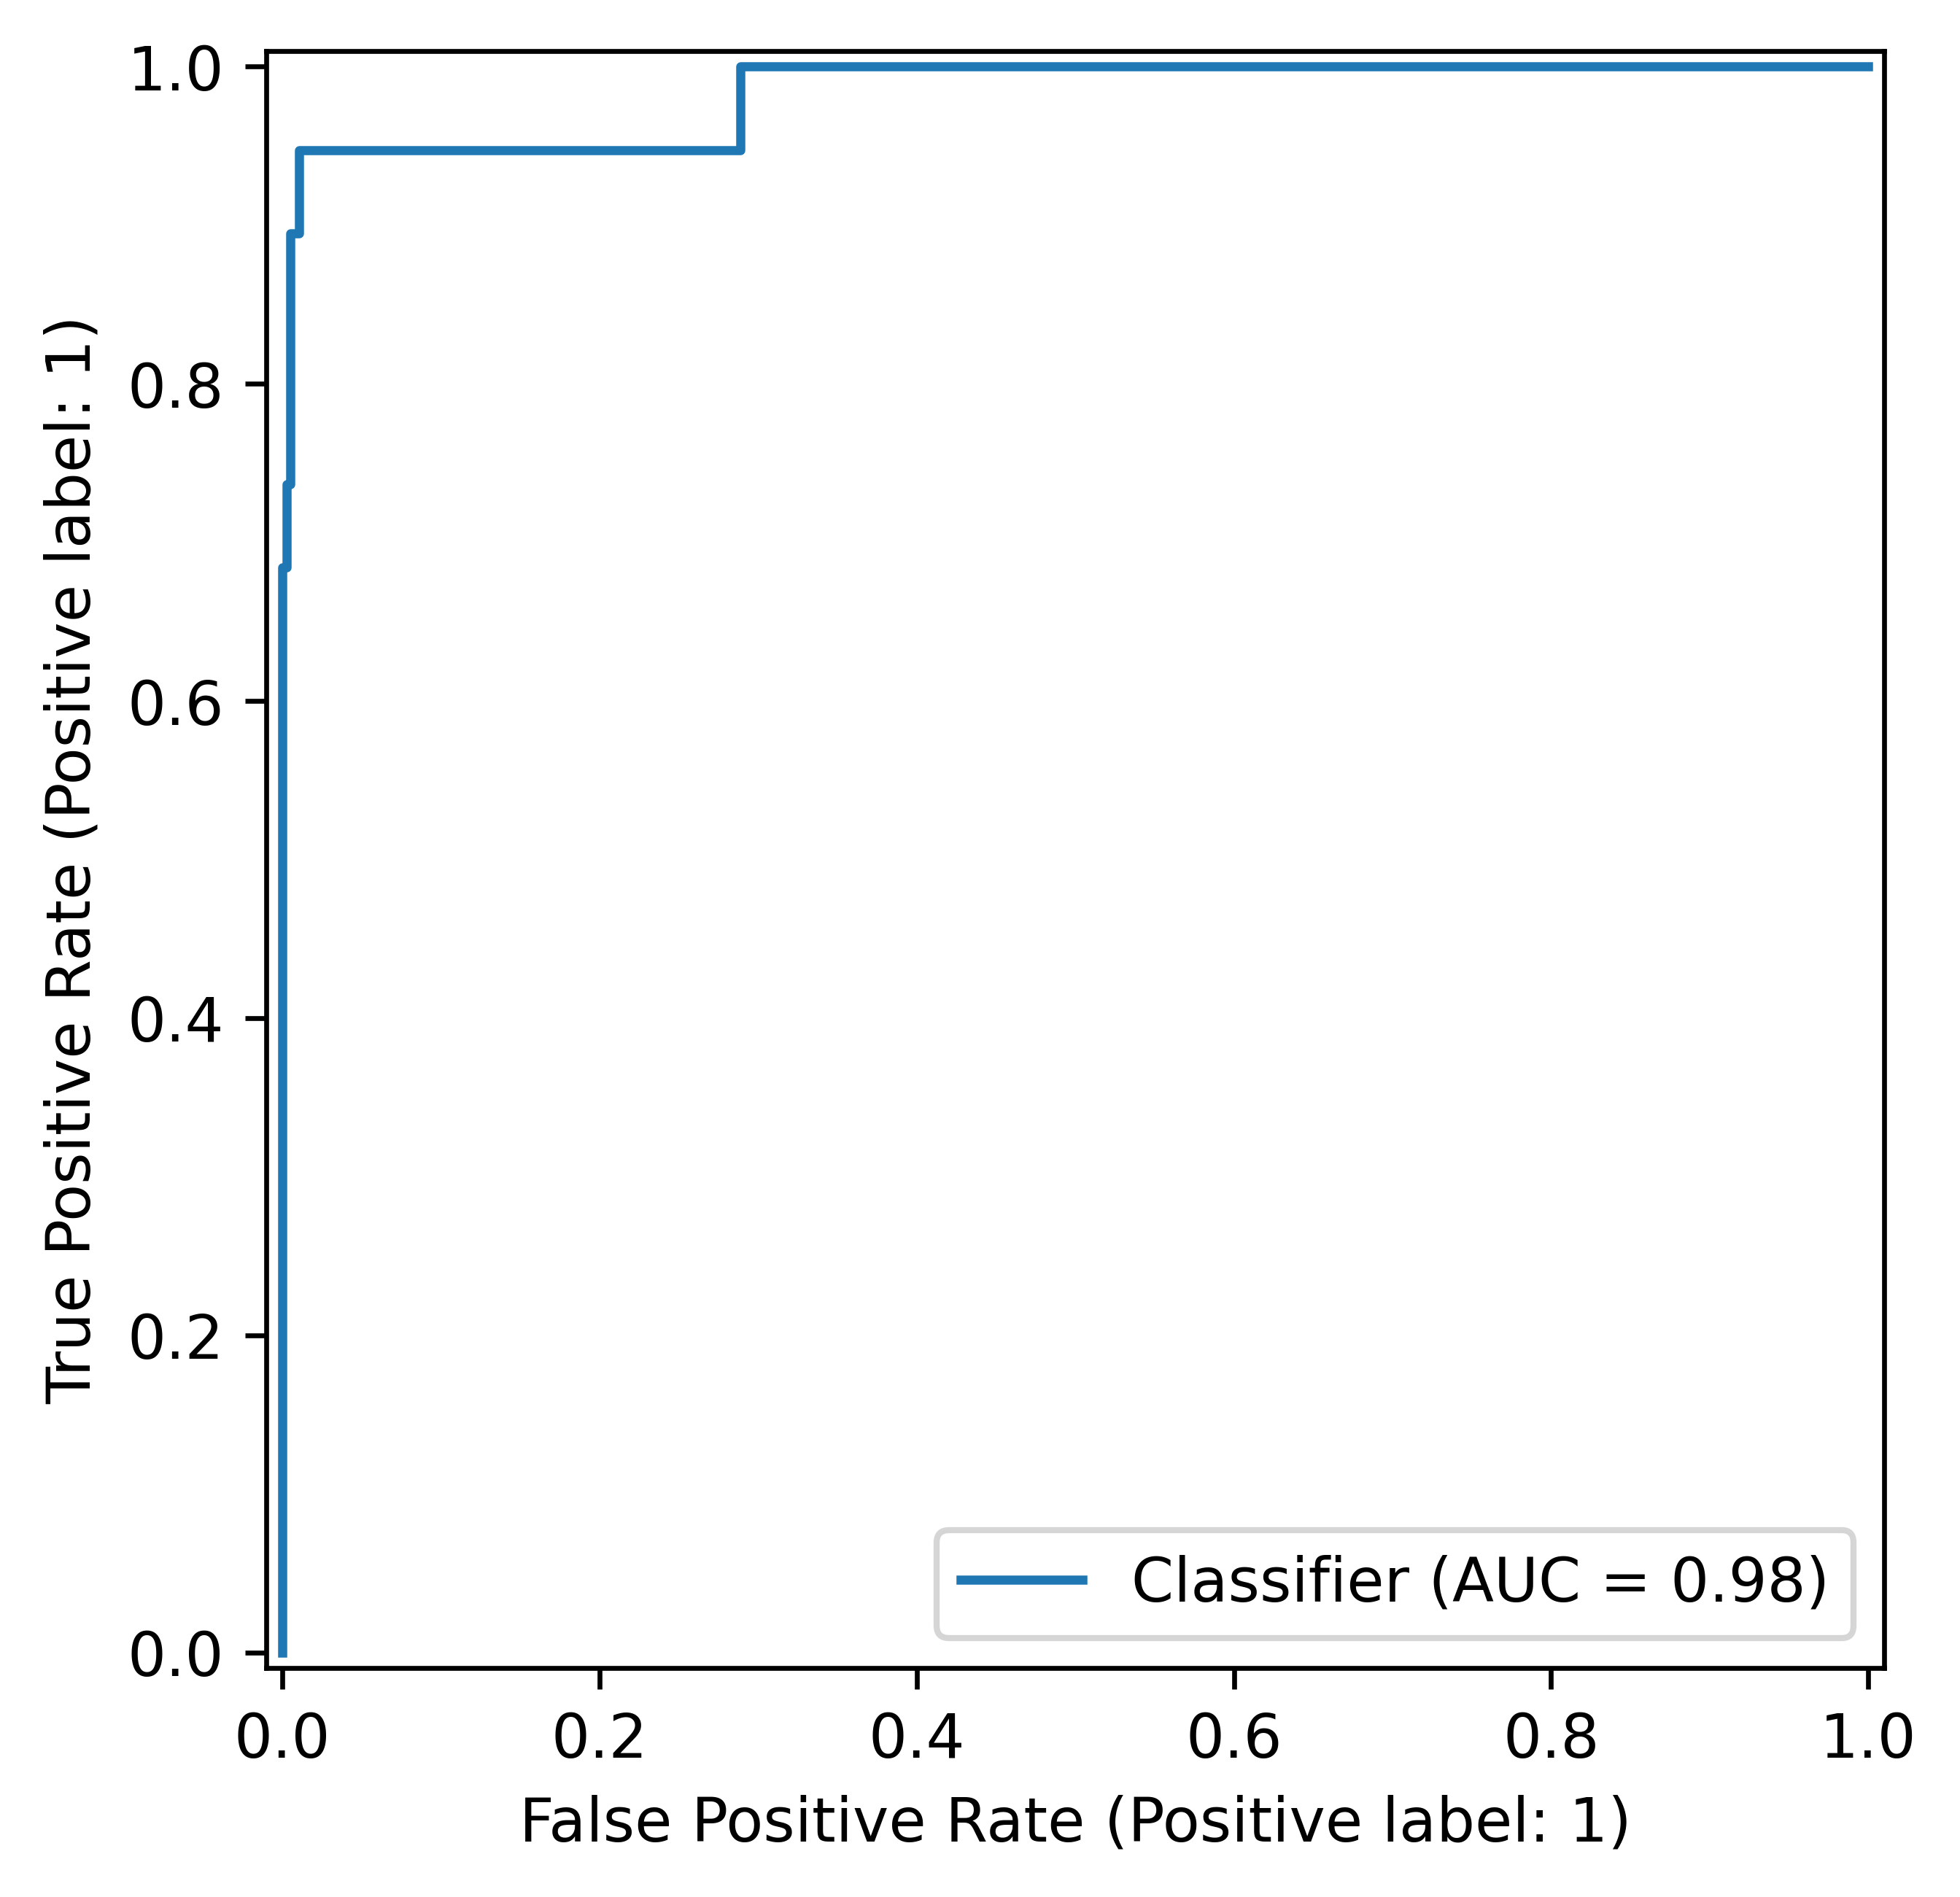 1.0
0.8
0.6
0.4
0.2
0.0
True Positive Rate (Positive label: 1)
Classifier (AUC = 0.98)
0.0 0.2 0.4 0.6 0.8 1.0
False Positive Rate (Positive label: 1)